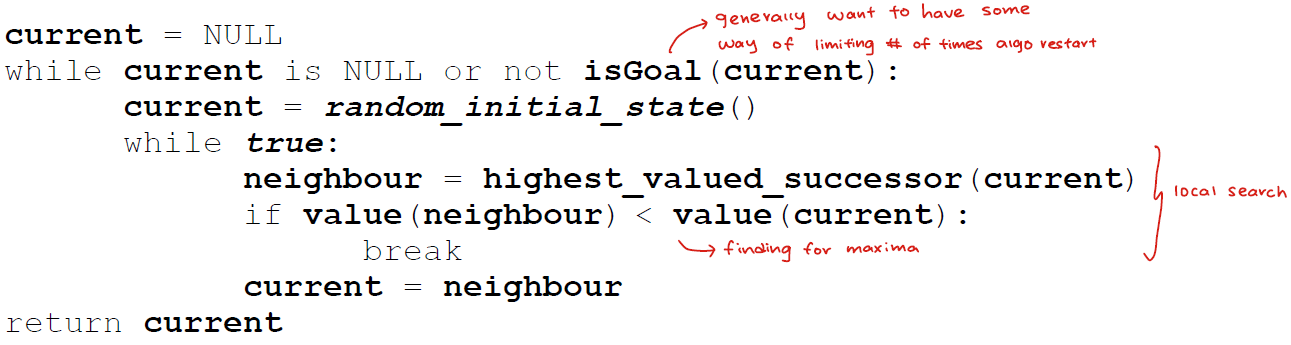 generally want to have some
way of limiting # of times algo restart
current = NULL
while current is NULL or not isGoal(current):
current = random_initial_state()
while true:
neighbour = highest_valued_successor(current)
if value(neighbour) < value(current):
local search
break
finding for maxima
current = neighbour
return current